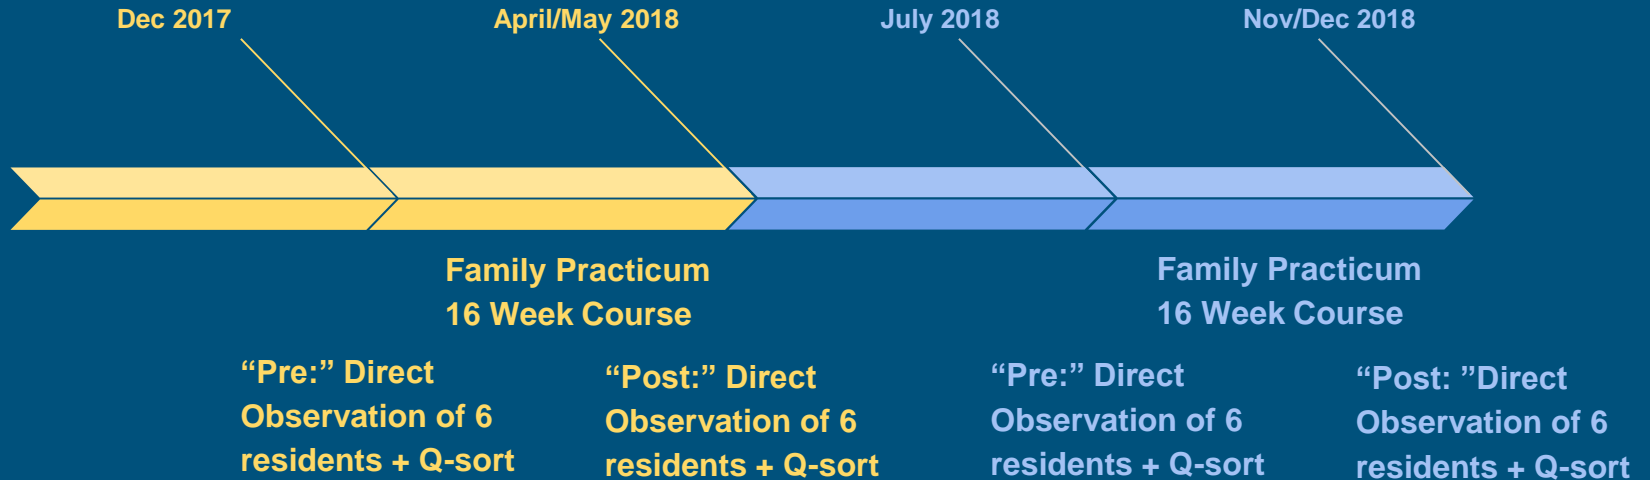 Dec 2017
April/May 2018
July 2018
Nov/Dec 2018
Family Practicum
16 Week Course
Family Practicum
16 Week Course
“Pre:” Direct
Observation of 6
residents + Q-sort
“Post:” Direct
Observation of 6
residents + Q-sort
“Pre:” Direct
Observation of 6
residents + Q-sort
“Post: ”Direct
Observation of 6
residents + Q-sort